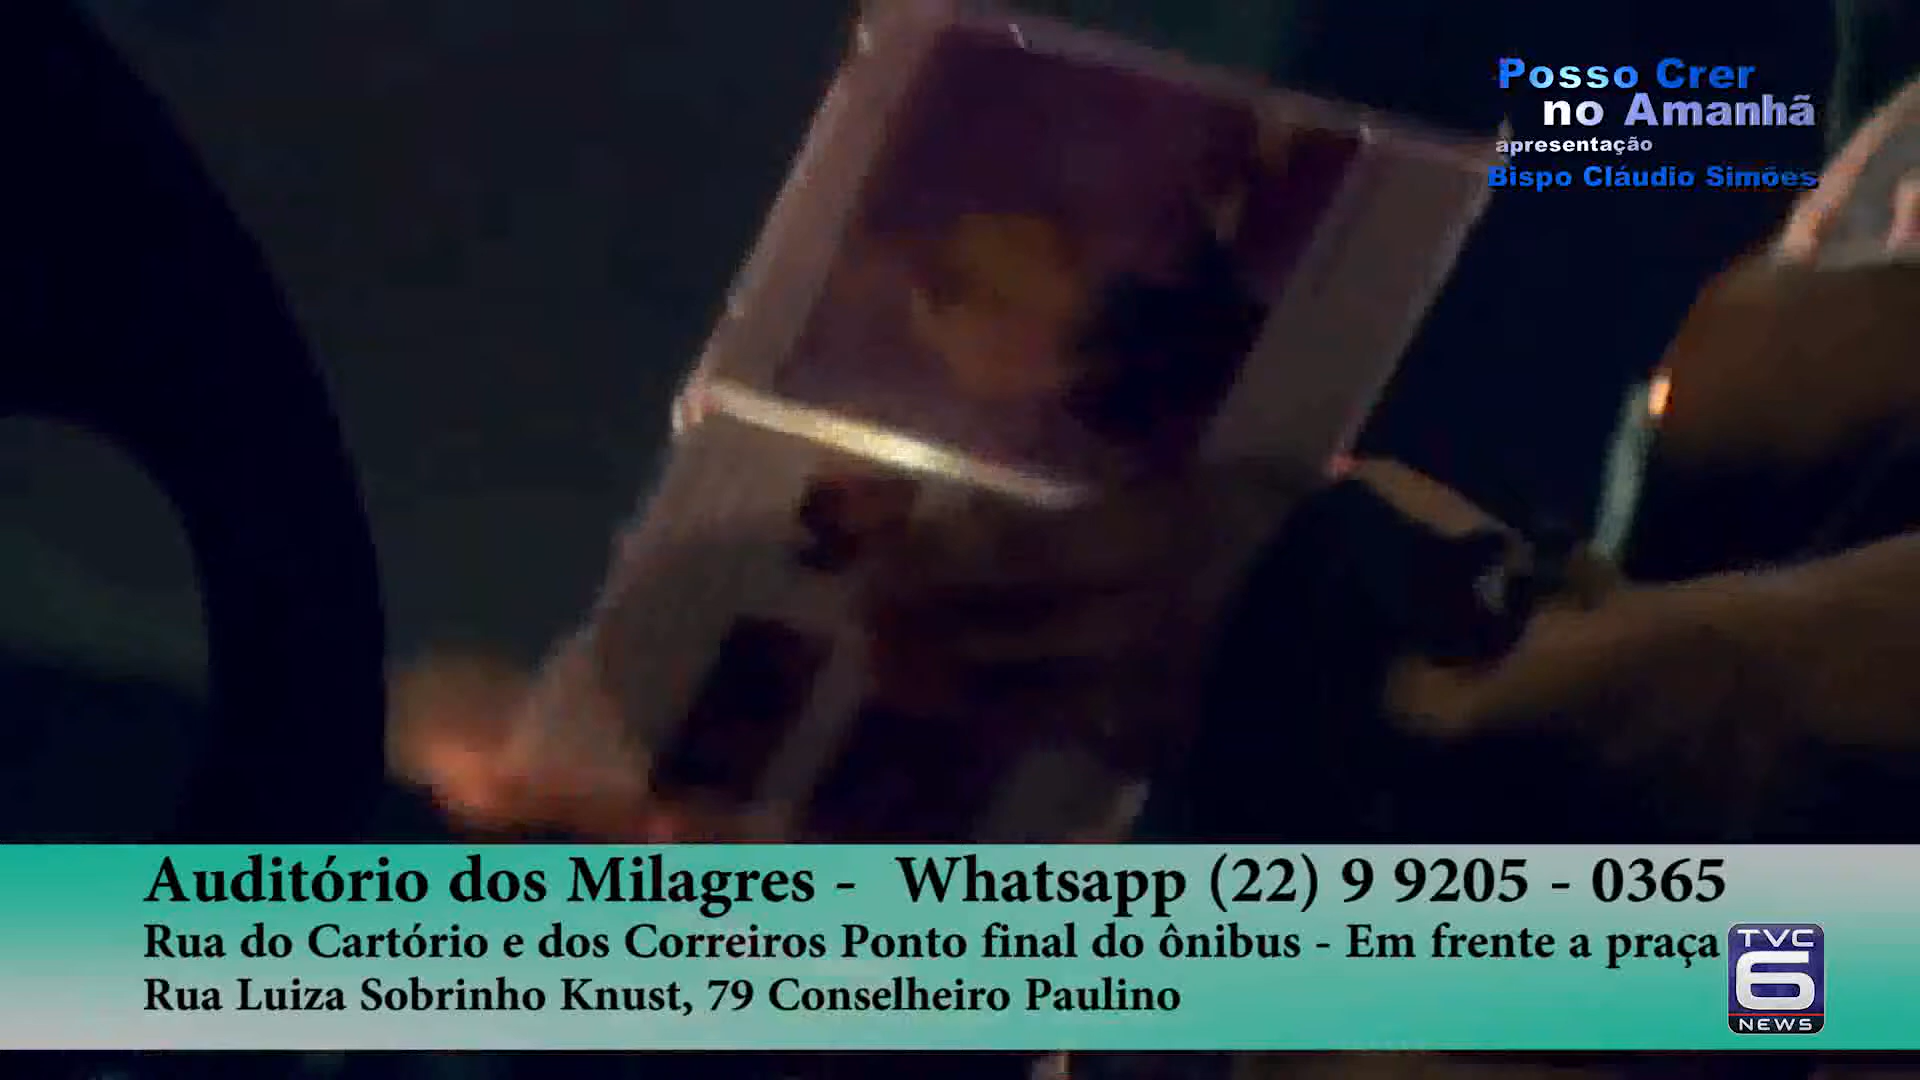 Posso Crer
no Amanhã
apresentação
Bispo Cláudio Simões
Auditório dos Milagres - Whatsapp (22) 9 9205 - 0365
Rua do Cartório e dos Correiros Ponto final do ônibus - Em frente a praça
Rua Luiza Sobrinho Knust, 79 Conselheiro Paulino
TVC
6
NEWS